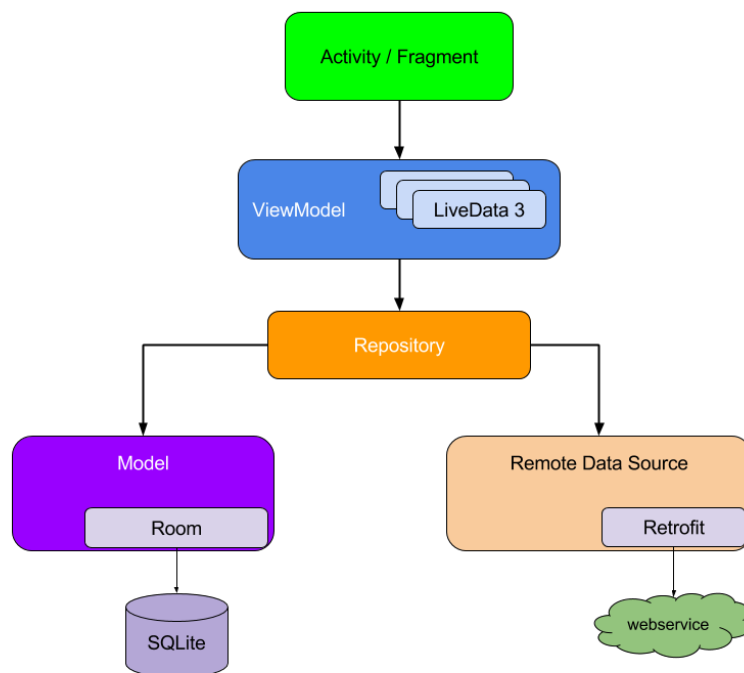 Activity / Fragment
ViewModel
LiveData 3
Repository
Model
Room
SQLite
Remote Data Source
Retrofit
webservice